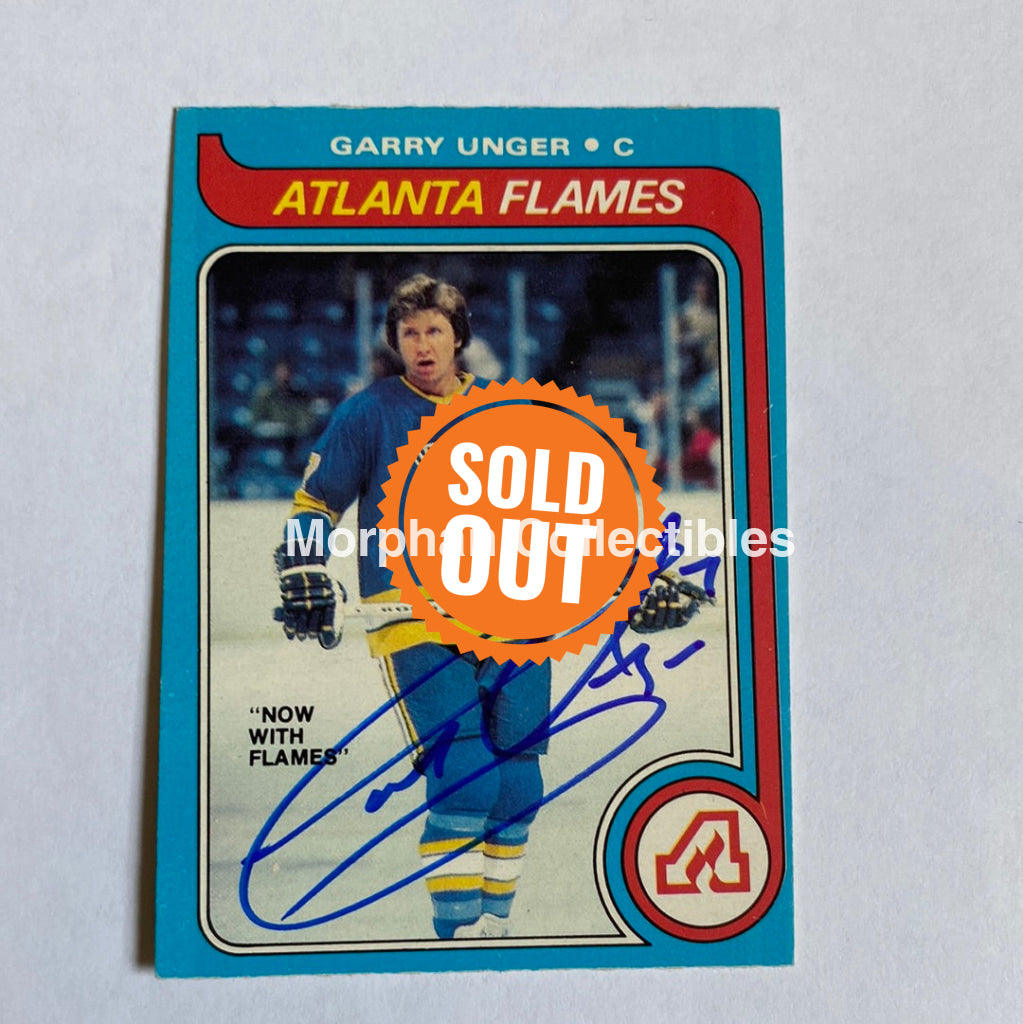 GARRY UNGER • C
ATLANTA FLAMES
SOLD
OUT
Morphan Collectibles
"NOW
WITH
FLAMES"